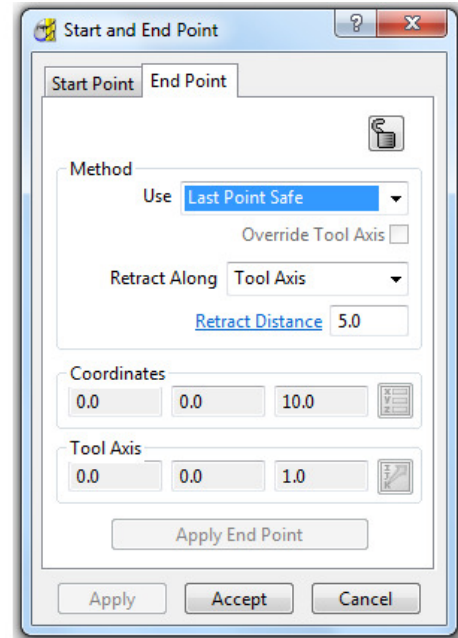 Start and End Point
Start Point End Point
Method
Use Last Point Safe
Override Tool Axis
Retract Along Tool Axis
Retract Distance 5.0
Coordinates
0.0 0.0 10.0
Tool Axis
0.0 0.0 1.0
Apply End Point
Apply Accept Cancel